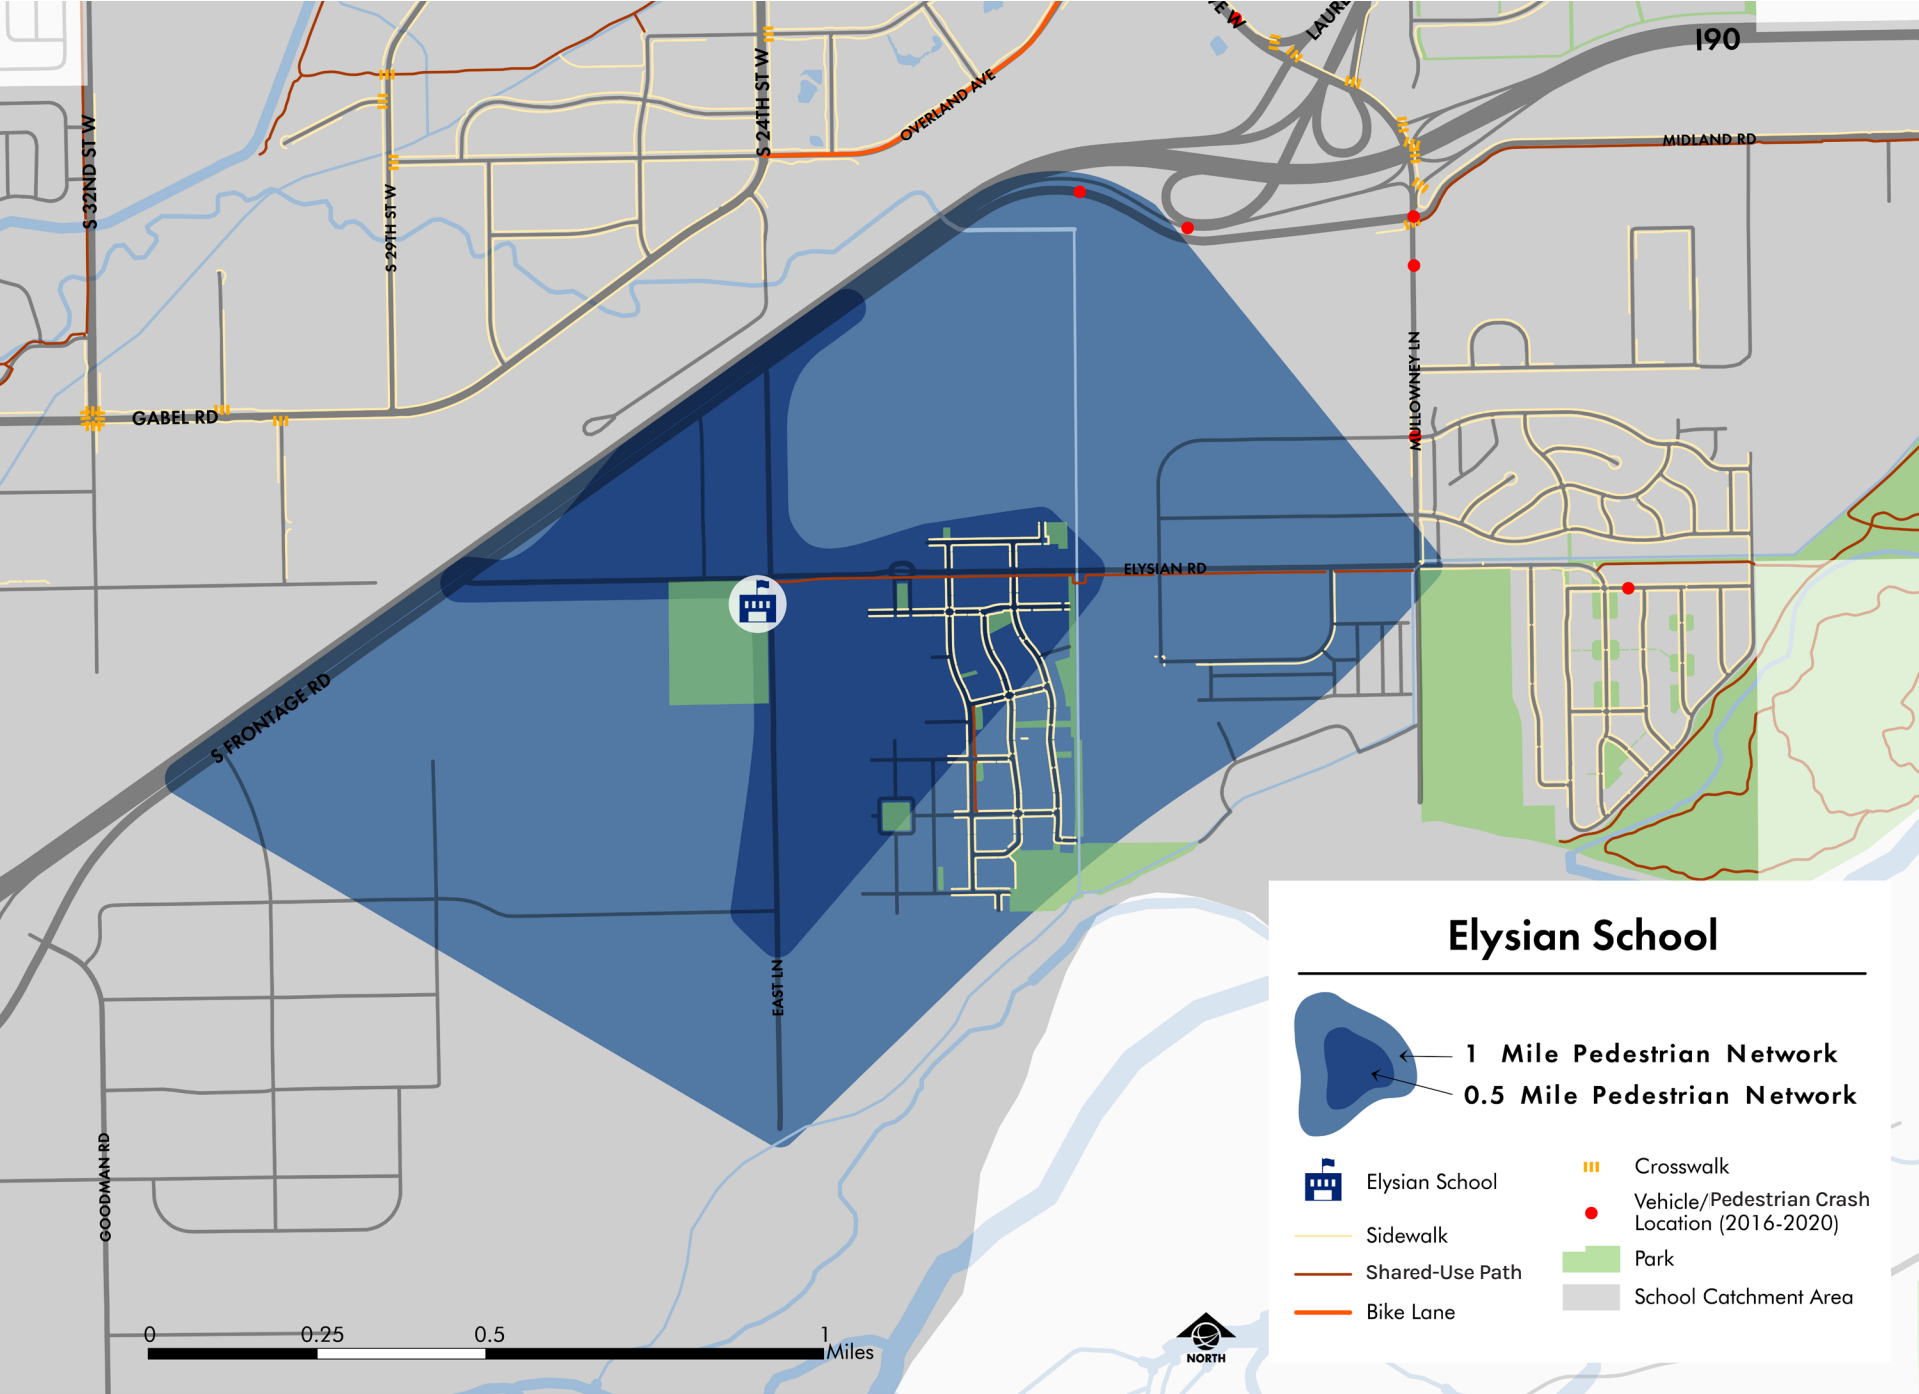 AVE W
LAUREL
I90
S 32ND ST W
S 24TH ST W
OVERLAND AVE
MIDLAND RD
S 29TH ST W
GABEL RD
MULLOWNEY LN
ELYSIAN RD
S FRONTAGE RD
EAST LN
GOODMAN RD
Elysian School
1 Mile Pedestrian Network
0.5 Mile Pedestrian Network
Elysian School
Sidewalk
Shared-Use Path
Bike Lane
Crosswalk
Vehicle/Pedestrian Crash
Location (2016-2020)
Park
School Catchment Area
0 0.25 0.5 1
Miles
NORTH